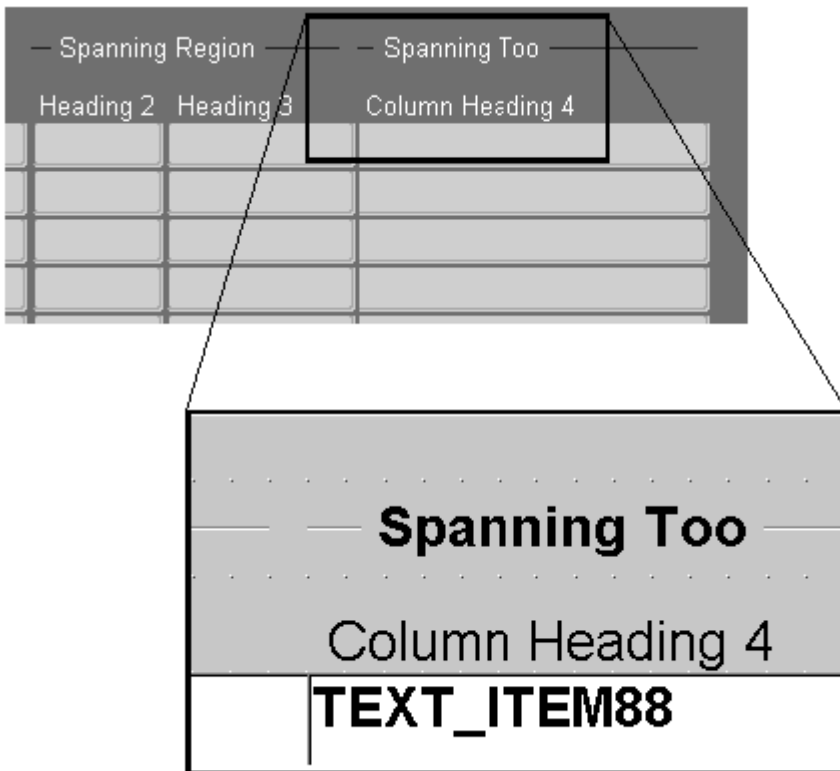 Spanning Region Spanning Too
Heading 2 Heading 3 Column Heading 4
Spanning Too
Column Heading 4
TEXT_ITEM88